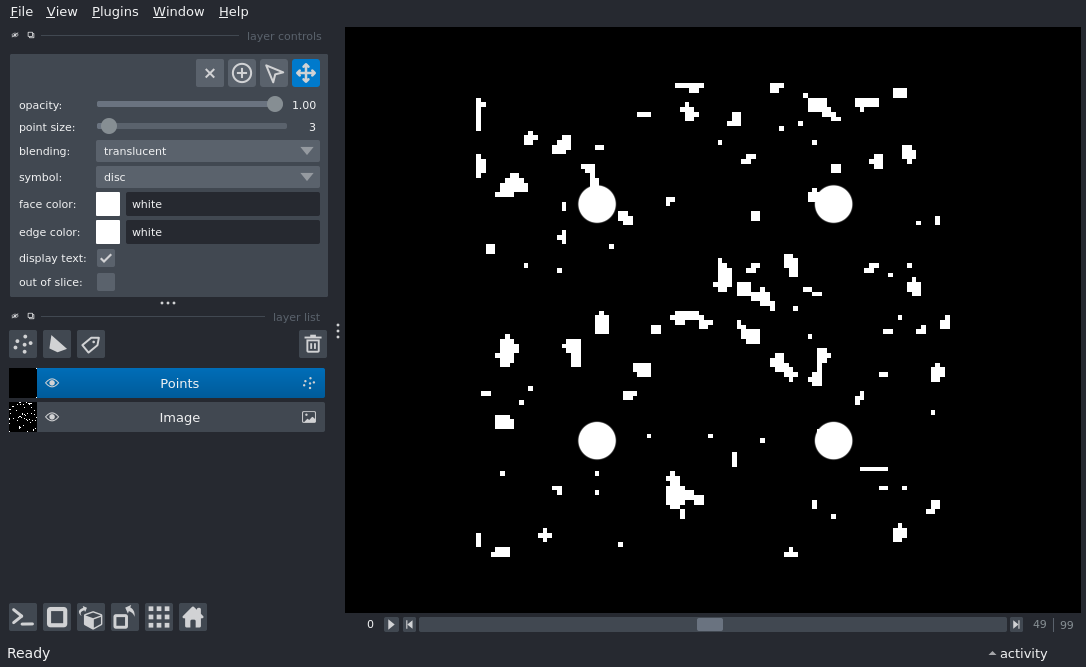 File View Plugins Window Help
layer controls
opacity: 1.00
point size: 3
blending: translucent
symbol: disc
face color: white
edge color: white
display text:
out of slice:
layer list
Points
Image
0 49 | 99
Ready activity